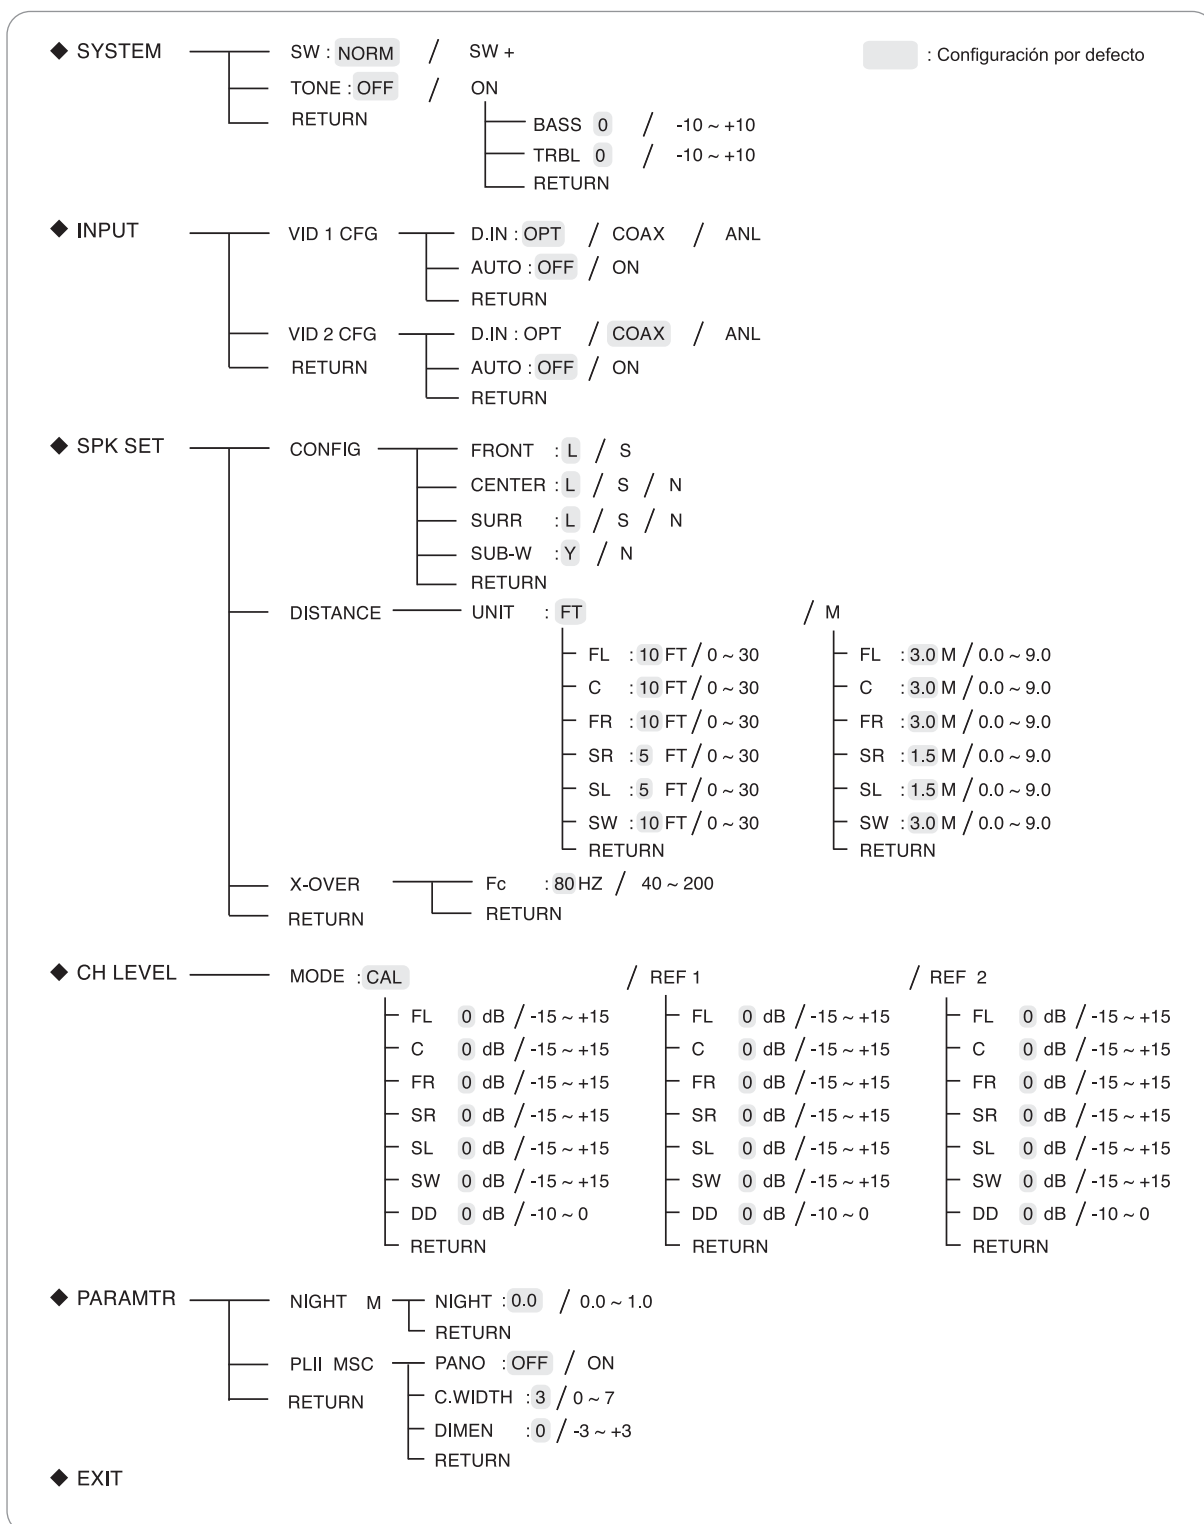 ◆ SYSTEM SW : NORM / SW + : Configuración por defecto
TONE : OFF / ON
RETURN
BASS 0 / -10 ~ +10
TRBL 0 / -10 ~ +10
RETURN
◆ INPUT VID 1 CFG D.IN : OPT / COAX / ANL
AUTO : OFF / ON
RETURN
VID 2 CFG D.IN : OPT / COAX / ANL
RETURN AUTO : OFF / ON
RETURN
◆ SPK SET CONFIG FRONT : L / S
CENTER : L / S / N
SURR : L / S / N
SUB-W : Y / N
RETURN
DISTANCE UNIT : FT / M
FL : 10 FT / 0 ~ 30 FL : 3.0 M / 0.0 ~ 9.0
C : 10 FT / 0 ~ 30 C : 3.0 M / 0.0 ~ 9.0
FR : 10 FT / 0 ~ 30 FR : 3.0 M / 0.0 ~ 9.0
SR : 5 FT / 0 ~ 30 SR : 1.5 M / 0.0 ~ 9.0
SL : 5 FT / 0 ~ 30 SL : 1.5 M / 0.0 ~ 9.0
SW : 10 FT / 0 ~ 30 SW : 3.0 M / 0.0 ~ 9.0
RETURN RETURN
X-OVER Fc : 80 HZ / 40 ~ 200
RETURN RETURN
◆ CH LEVEL MODE : CAL / REF 1 / REF 2
FL 0 dB / -15 ~ +15 FL 0 dB / -15 ~ +15 FL 0 dB / -15 ~ +15
C 0 dB / -15 ~ +15 C 0 dB / -15 ~ +15 C 0 dB / -15 ~ +15
FR 0 dB / -15 ~ +15 FR 0 dB / -15 ~ +15 FR 0 dB / -15 ~ +15
SR 0 dB / -15 ~ +15 SR 0 dB / -15 ~ +15 SR 0 dB / -15 ~ +15
SL 0 dB / -15 ~ +15 SL 0 dB / -15 ~ +15 SL 0 dB / -15 ~ +15
SW 0 dB / -15 ~ +15 SW 0 dB / -15 ~ +15 SW 0 dB / -15 ~ +15
DD 0 dB / -10 ~ 0 DD 0 dB / -10 ~ 0 DD 0 dB / -10 ~ 0
RETURN RETURN RETURN
◆ PARAMTR NIGHT M NIGHT : 0.0 / 0.0 ~ 1.0
RETURN
PLII MSC PANO : OFF / ON
RETURN C.WIDTH : 3 / 0 ~ 7
DIMEN : 0 / -3 ~ +3
RETURN
◆ EXIT